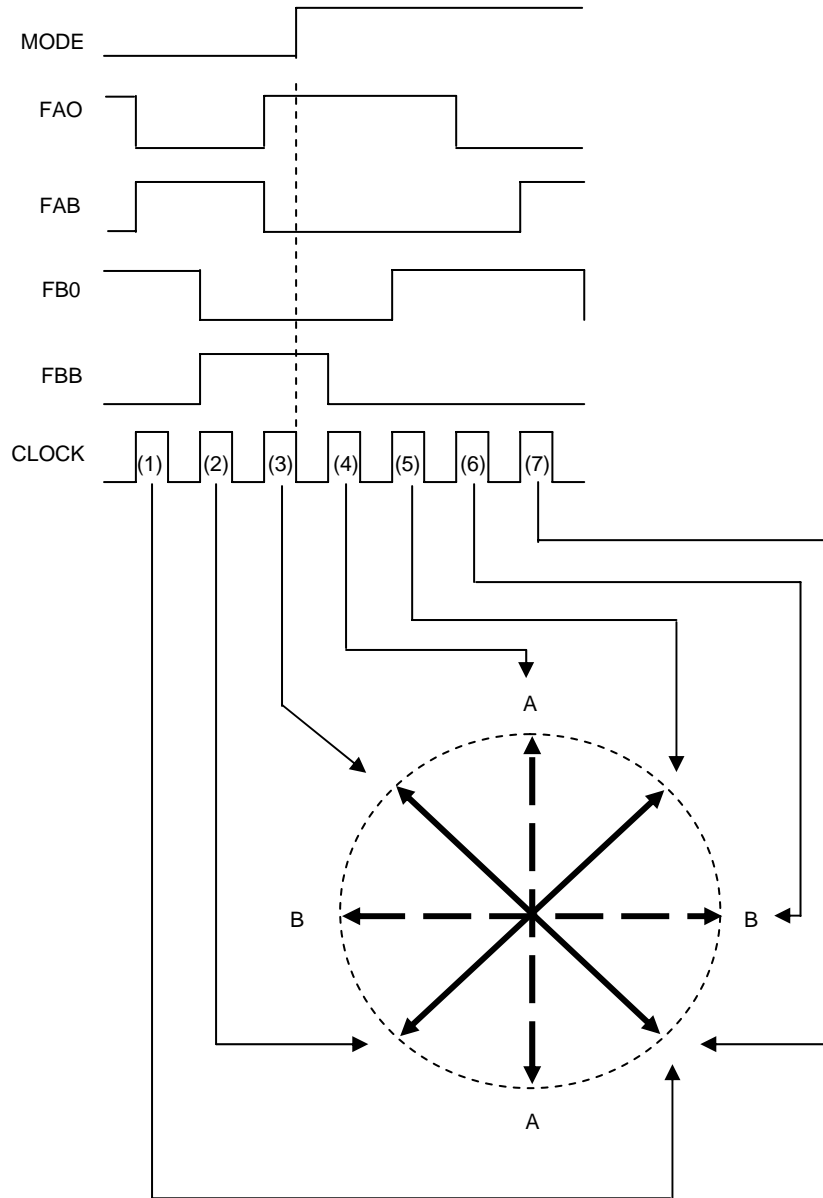 MODE
FAO
FAB
FB0
FBB
CLOCK
(1) (2) (3) (4) (5) (6) (7)
A
B B
A